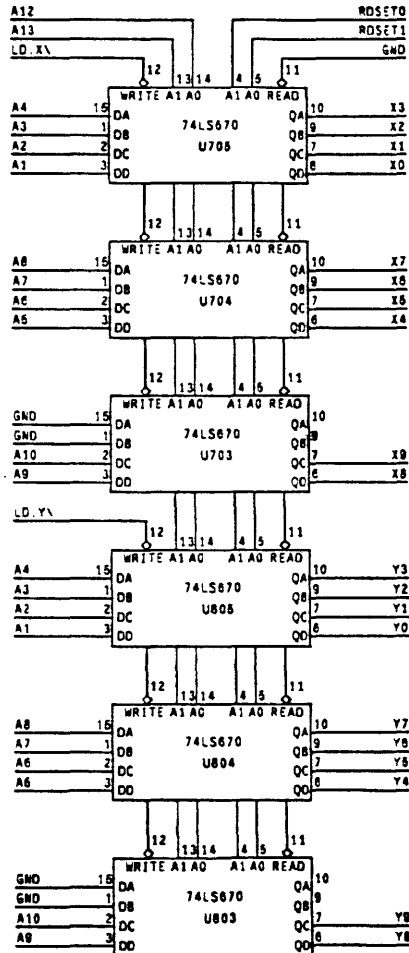 A12 RDSET0
A13 RDSET1
LD.X\ GND
12 13 14 4 5 11
WRITE A1 A0 A1 A0 READ
A4 15 DA 74LS670 QA 10 X3
A3 1 DB U705 QB 9 X2
A2 2 DC QC 7 X1
A1 3 DD QD 6 X0
12 13 14 4 5 11
WRITE A1 A0 A1 A0 READ
A8 15 DA 74LS670 QA 10 X7
A7 1 DB U704 QB 9 X6
A6 2 DC QC 7 X5
A5 3 DD QD 6 X4
12 13 14 4 5 11
WRITE A1 A0 A1 A0 READ
GND 15 DA 74LS670 QA 10
GND 1 DB U703 QB 9
A10 2 DC QC 7 X9
A9 3 DD QD 6 X8
LD.Y\
12 13 14 4 5 11
WRITE A1 A0 A1 A0 READ
A4 15 DA 74LS670 QA 10 Y3
A3 1 DB U805 QB 9 Y2
A2 2 DC QC 7 Y1
A1 3 DD QD 6 Y0
12 13 14 4 5 11
WRITE A1 A0 A1 A0 READ
A8 15 DA 74LS670 QA 10 Y7
A7 1 DB U804 QB 9 Y6
A6 2 DC QC 7 Y5
A5 3 DD QD 6 Y4
12 13 14 4 5 11
WRITE A1 A0 A1 A0 READ
GND 15 DA 74LS670 QA 10
GND 1 DB U803 QB 9
A10 2 DC QC 7 Y9
A9 3 DD QD 6 Y8